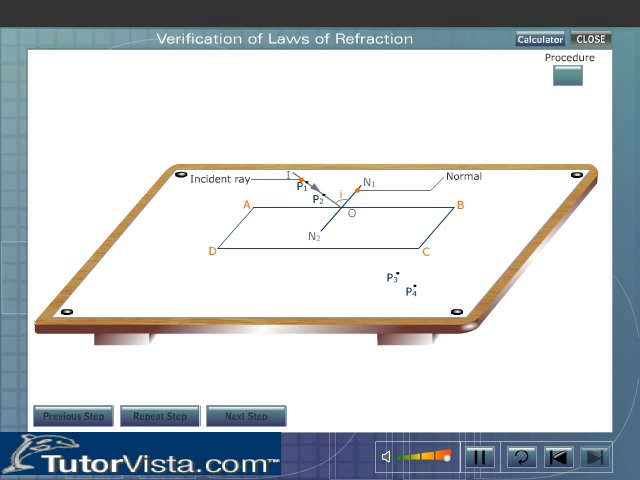 Verification of Laws of Refraction
Calculator
CLOSE
Procedure
Incident ray
I
P1
P2
i
N1
Normal
A
O
B
N2
D
C
P3
P4
Previous Step
Repeat Step
Next Step
TutorVista.com™